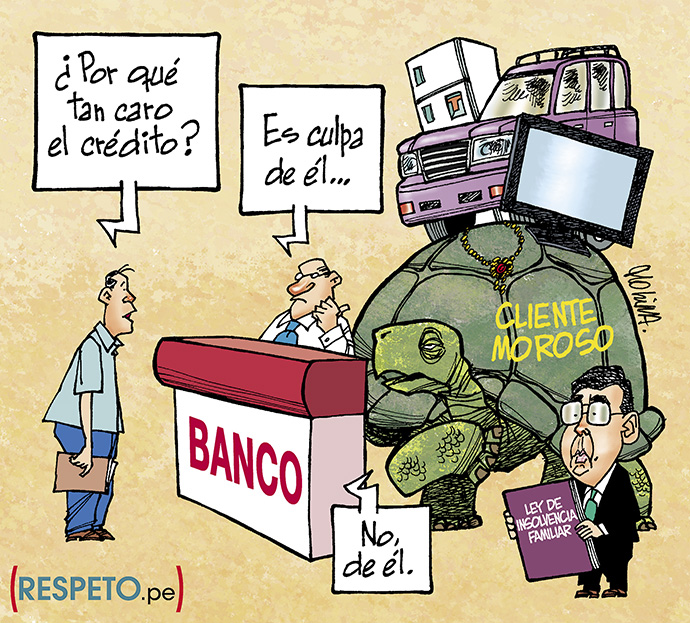 ¿Por qué
tan caro
el crédito?
Es culpa
de él...
CLIENTE
MOROSO
MOLINA.
BANCO
LEY DE
INSOLVENCIA
FAMILIAR
No,
de él.
(RESPETO.pe)